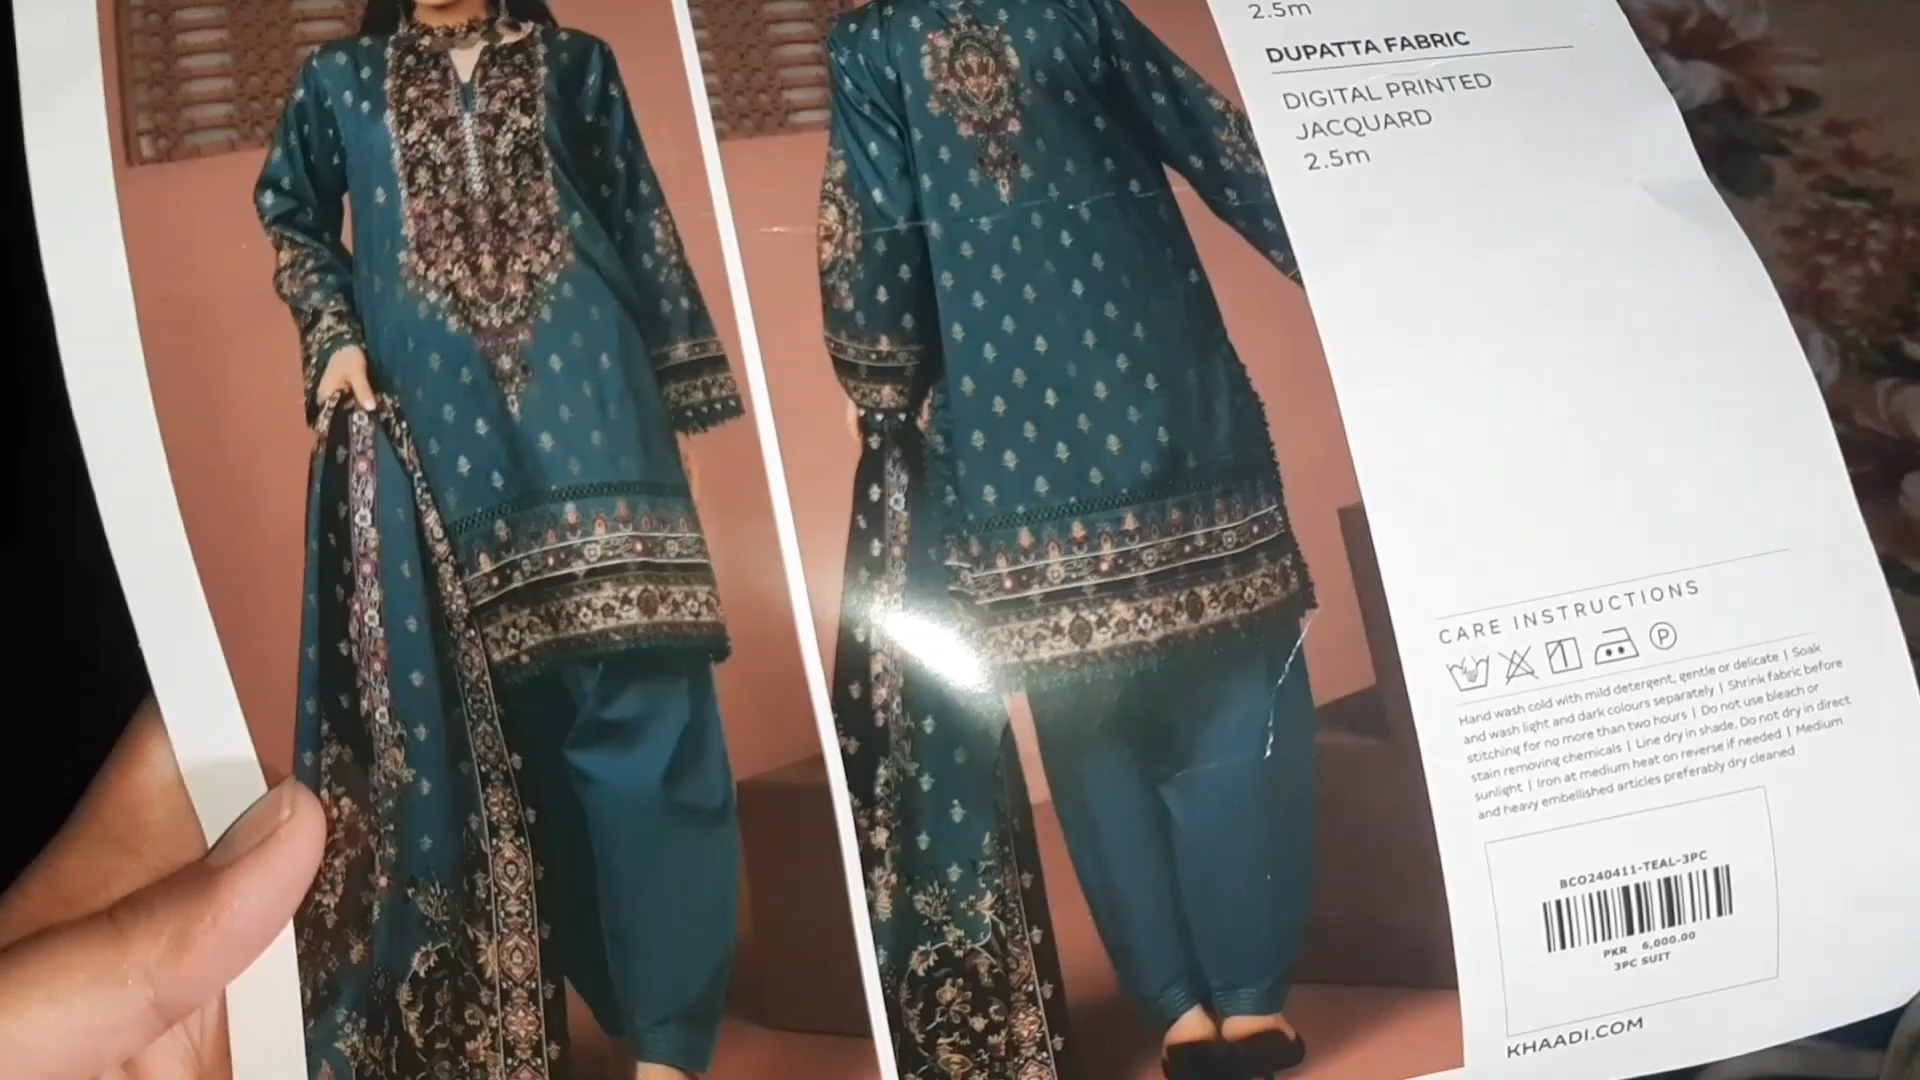 2.5m
DUPATTA FABRIC
DIGITAL PRINTED
JACQUARD
2.5m
CARE INSTRUCTIONS
P
Hand wash cold with mild detergent, gentle or delicate | Soak
and wash light and dark colours separately | Shrink fabric before
stitching for no more than two hours | Do not use bleach or
stain removing chemicals | Line dry in shade, Do not dry in direct
sunlight | Iron at medium heat on reverse if needed | Medium
and heavy embellished articles preferably dry cleaned
BCO240411-TEAL-3PC
PKR 6,000.00
3PC SUIT
KHAADI.COM